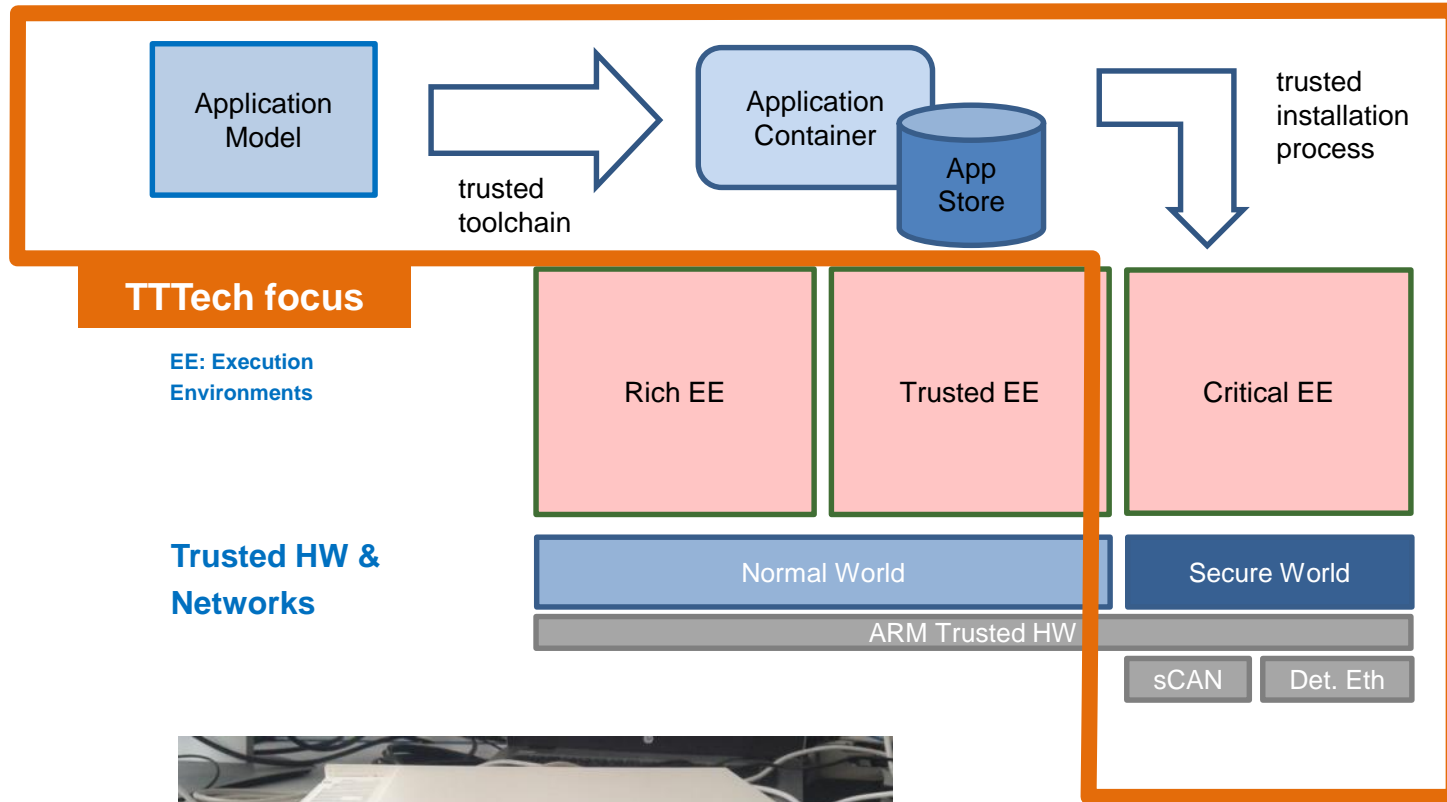 Application
Model
trusted
toolchain
Application
Container
App
Store
trusted
installation
process
TTTech focus
EE: Execution
Environments
Rich EE
Trusted EE
Critical EE
Trusted HW &
Networks
Normal World
Secure World
ARM Trusted HW
sCAN
Det. Eth